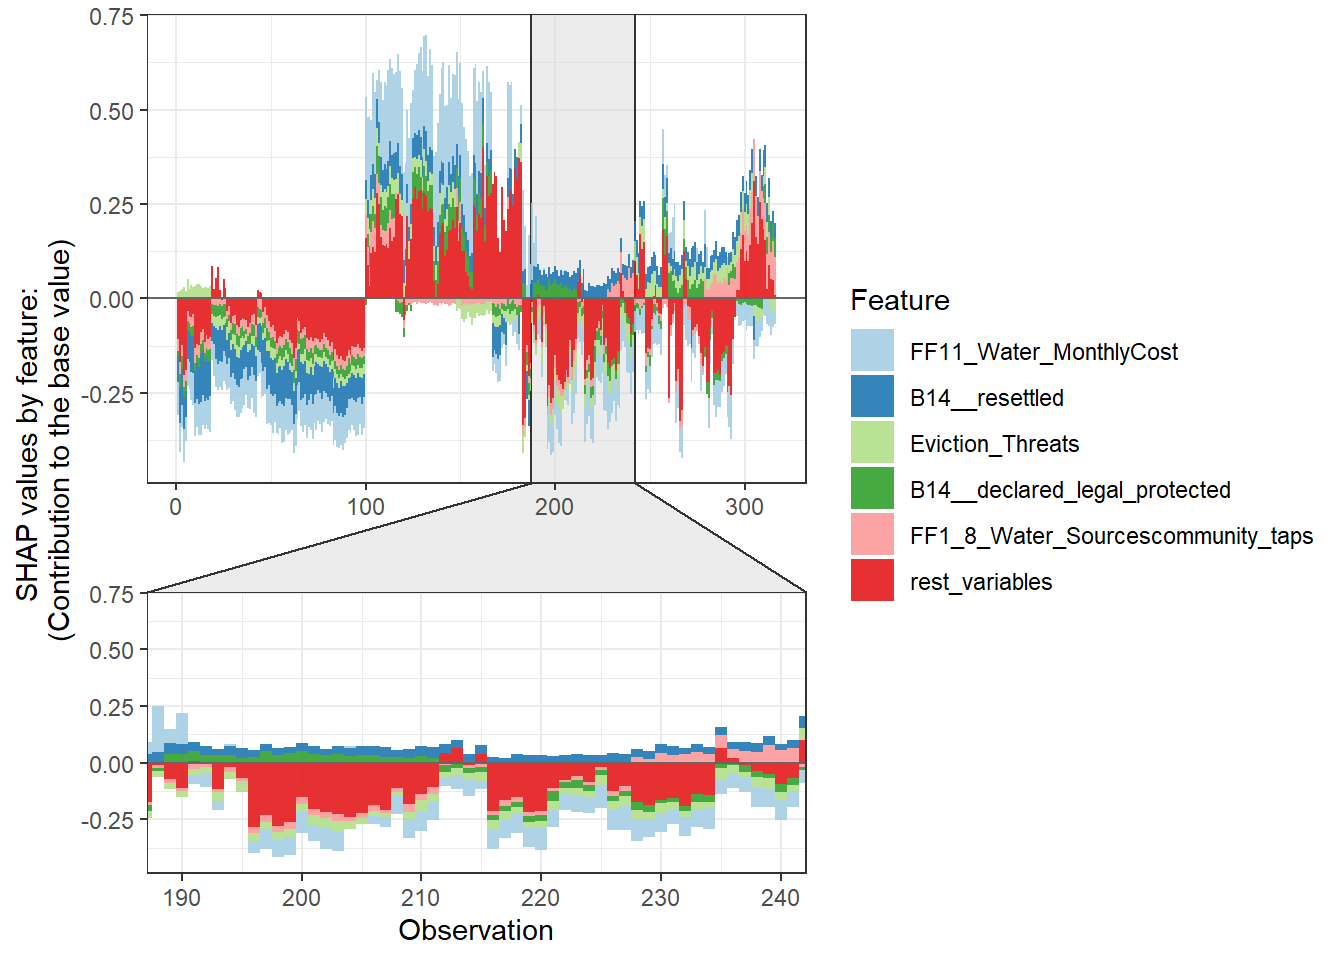 SHAP values by feature:
(Contribution to the base value)
0.75
0.50
0.25
0.00
-0.25
0
100
200
300
0.75
0.50
0.25
0.00
-0.25
190
200
210
220
230
240
Observation
Feature
FF11_Water_MonthlyCost
B14__resettled
Eviction_Threats
B14__declared_legal_protected
FF1_8_Water_Sourcescommunity_taps
rest_variables